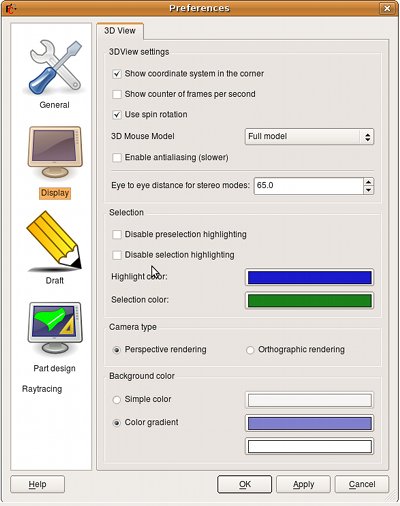 Preferences
3D View
3DView settings
Show coordinate system in the corner
Show counter of frames per second
Use spin rotation
3D Mouse Model Full model
Enable antialiasing (slower)
Eye to eye distance for stereo modes: 65.0
Selection
Disable preselection highlighting
Disable selection highlighting
Highlight color:
Selection color:
Camera type
Perspective rendering Orthographic rendering
Background color
Simple color
Color gradient
General
Display
Draft
Part design
Raytracing
Help OK Apply Cancel